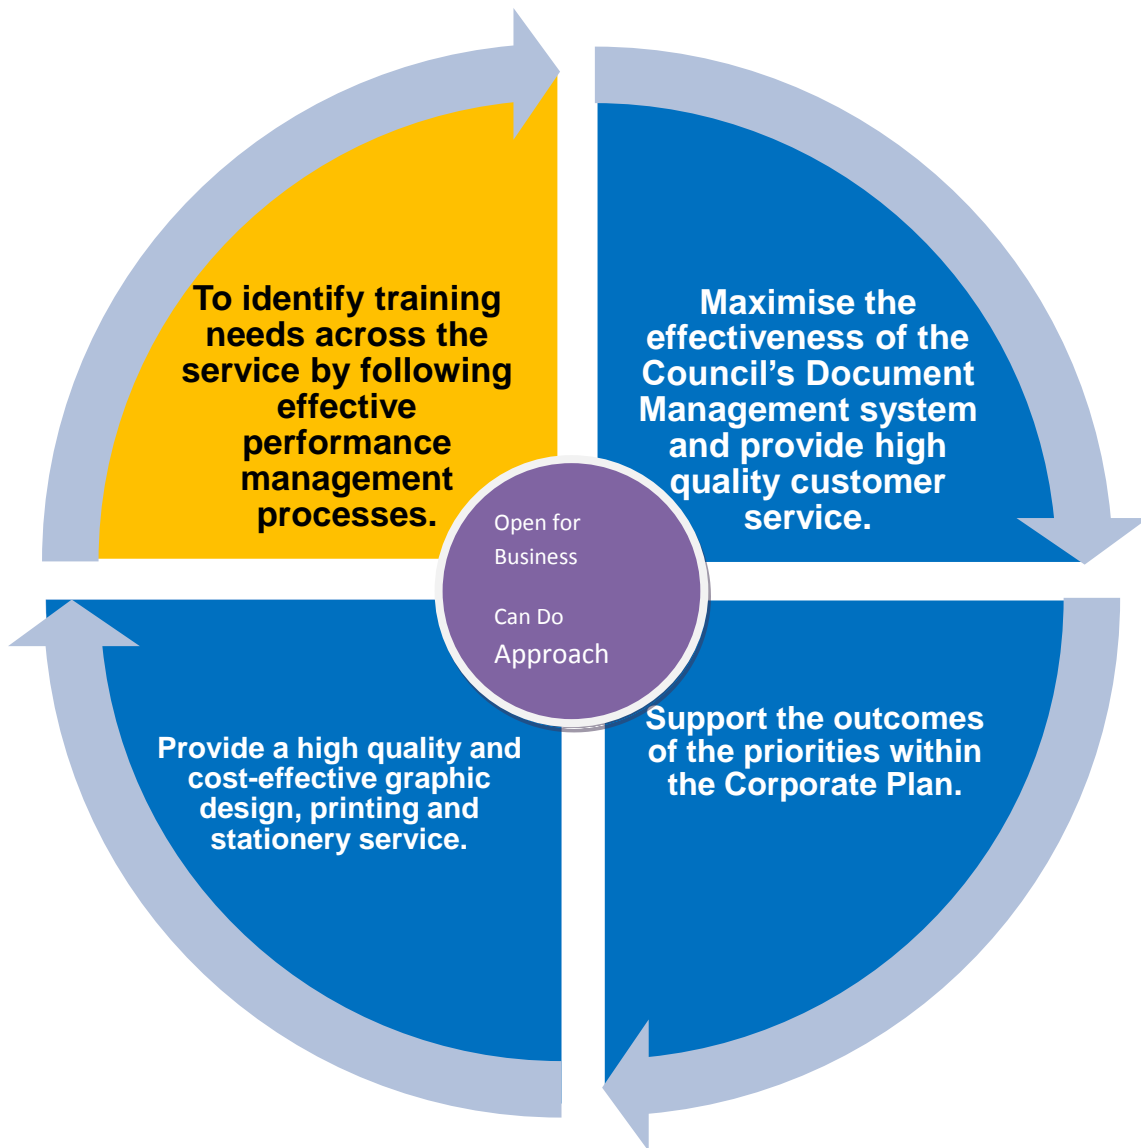 To identify training
needs across the
service by following
effective
performance
management
processes.
Maximise the
effectiveness of the
Council’s Document
Management system
and provide high
quality customer
service.
Open for
Business
Can Do
Approach
Provide a high quality and
cost-effective graphic
design, printing and
stationery service.
Support the outcomes
of the priorities within
the Corporate Plan.